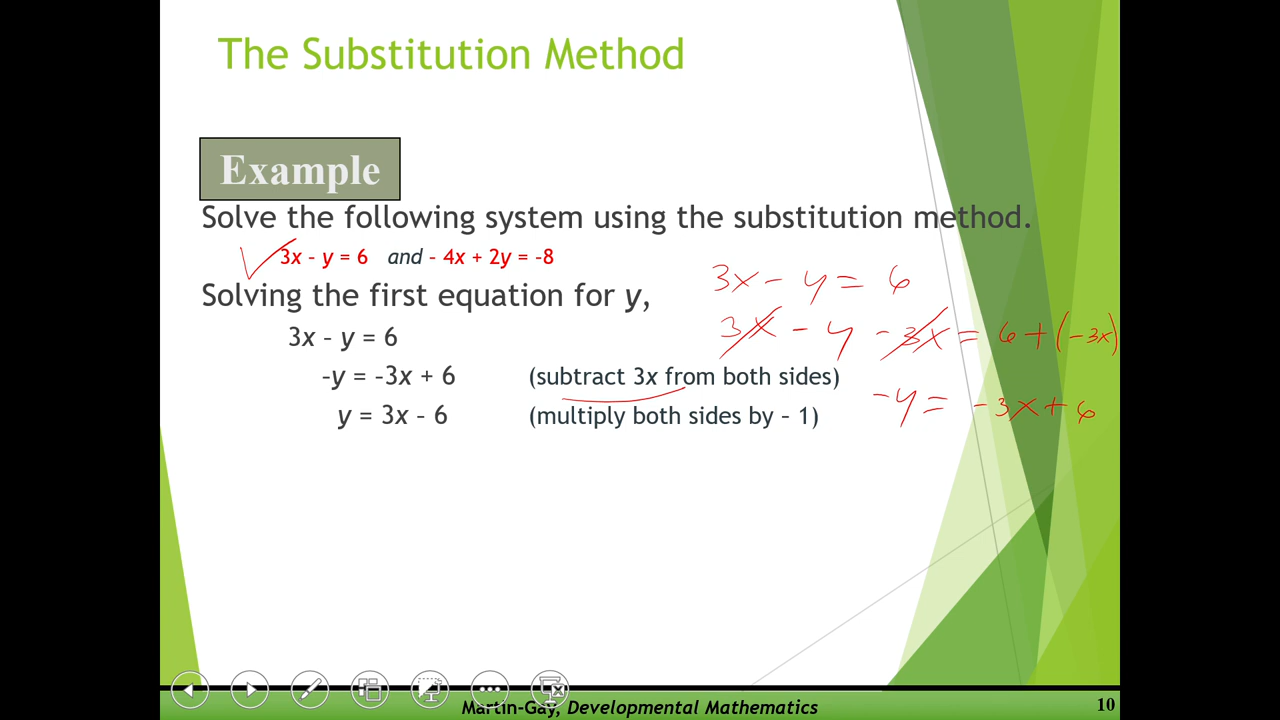 The Substitution Method
Example
Solve the following system using the substitution method.
3x – y = 6 and – 4x + 2y = –8
Solving the first equation for y,
3x – y = 6
–y = –3x + 6 (subtract 3x from both sides)
y = 3x – 6 (multiply both sides by – 1)
3x – y = 6
3x – y – 3x = 6 + (–3x)
–y = –3x + 6
Martin-Gay, Developmental Mathematics 10